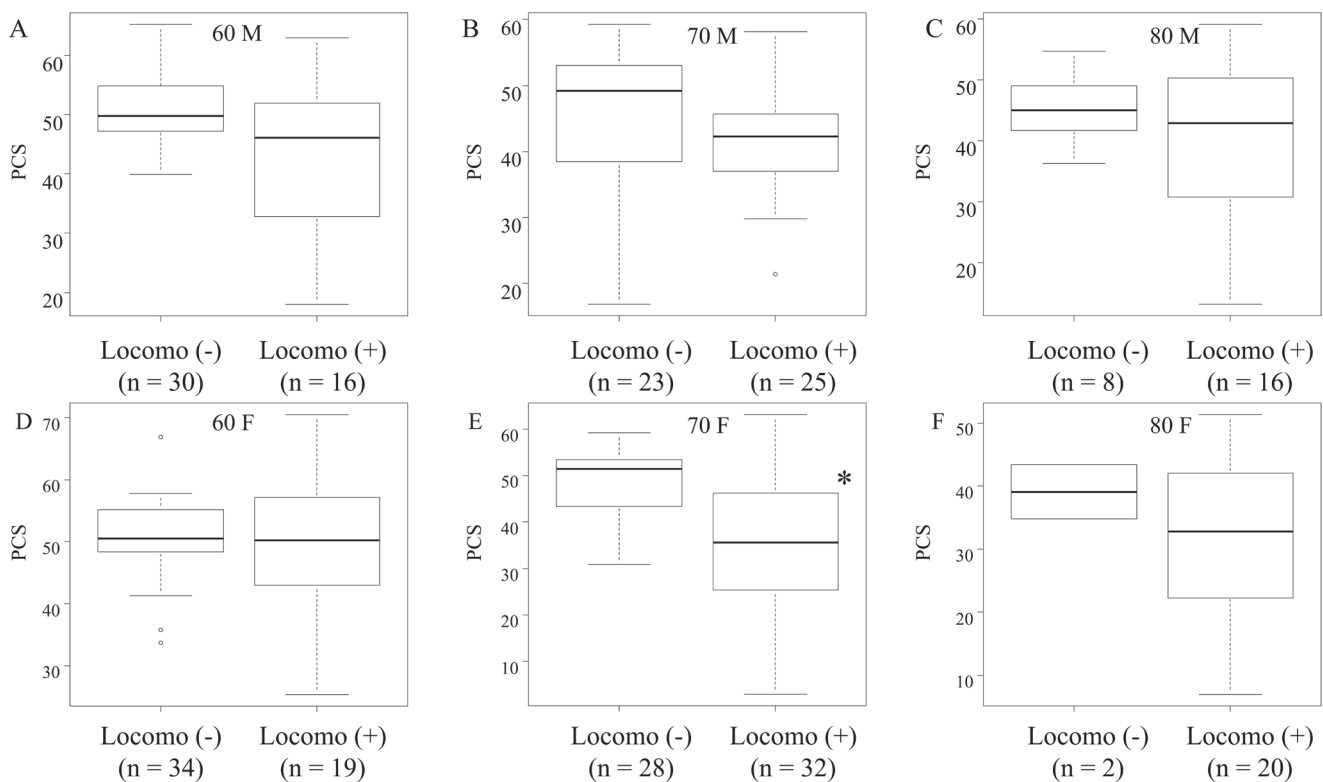 A
60 M
PCS
60
50
40
30
20
Locomo (-)
(n = 30)
Locomo (+)
(n = 16)
B
70 M
PCS
60
50
40
30
20
Locomo (-)
(n = 23)
Locomo (+)
(n = 25)
C
80 M
PCS
60
50
40
30
20
Locomo (-)
(n = 8)
Locomo (+)
(n = 16)
D
60 F
PCS
70
60
50
40
30
Locomo (-)
(n = 34)
Locomo (+)
(n = 19)
E
70 F
PCS
60
50
40
30
20
10
*
Locomo (-)
(n = 28)
Locomo (+)
(n = 32)
F
80 F
PCS
50
40
30
20
10
Locomo (-)
(n = 2)
Locomo (+)
(n = 20)